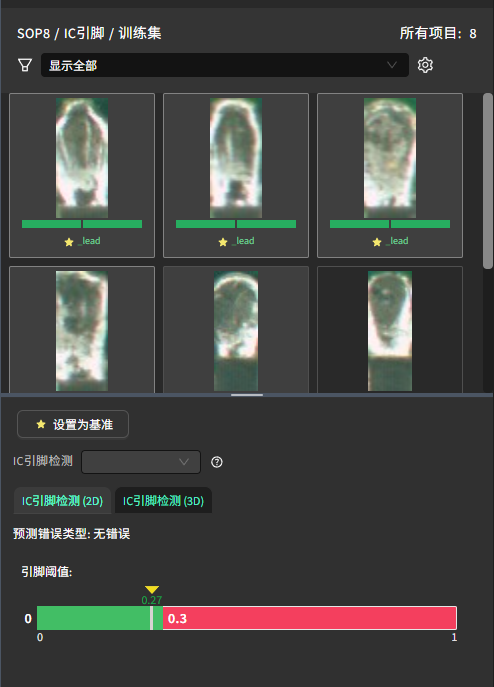 SOP8 / IC引脚 / 训练集
所有项目: 8
显示全部
_lead
_lead
_lead
设置为基准
IC引脚检测
IC引脚检测 (2D)
IC引脚检测 (3D)
预测错误类型: 无错误
引脚阈值:
0.27
0
0.3
0
1